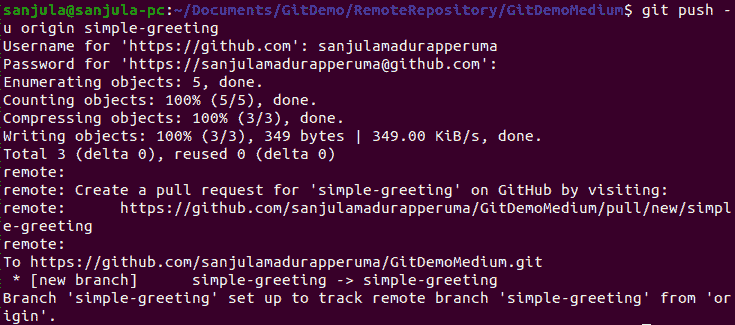 sanjula@sanjula-pc:~/Documents/GitDemo/RemoteRepository/GitDemoMedium$ git push -
u origin simple-greeting
Username for 'https://github.com': sanjulamadurapperuma
Password for 'https://sanjulamadurapperuma@github.com':
Enumerating objects: 5, done.
Counting objects: 100% (5/5), done.
Compressing objects: 100% (3/3), done.
Writing objects: 100% (3/3), 349 bytes | 349.00 KiB/s, done.
Total 3 (delta 0), reused 0 (delta 0)
remote:
remote: Create a pull request for 'simple-greeting' on GitHub by visiting:
remote:      https://github.com/sanjulamadurapperuma/GitDemoMedium/pull/new/simpl
e-greeting
remote:
To https://github.com/sanjulamadurapperuma/GitDemoMedium.git
 * [new branch]      simple-greeting -> simple-greeting
Branch 'simple-greeting' set up to track remote branch 'simple-greeting' from 'or
igin'.